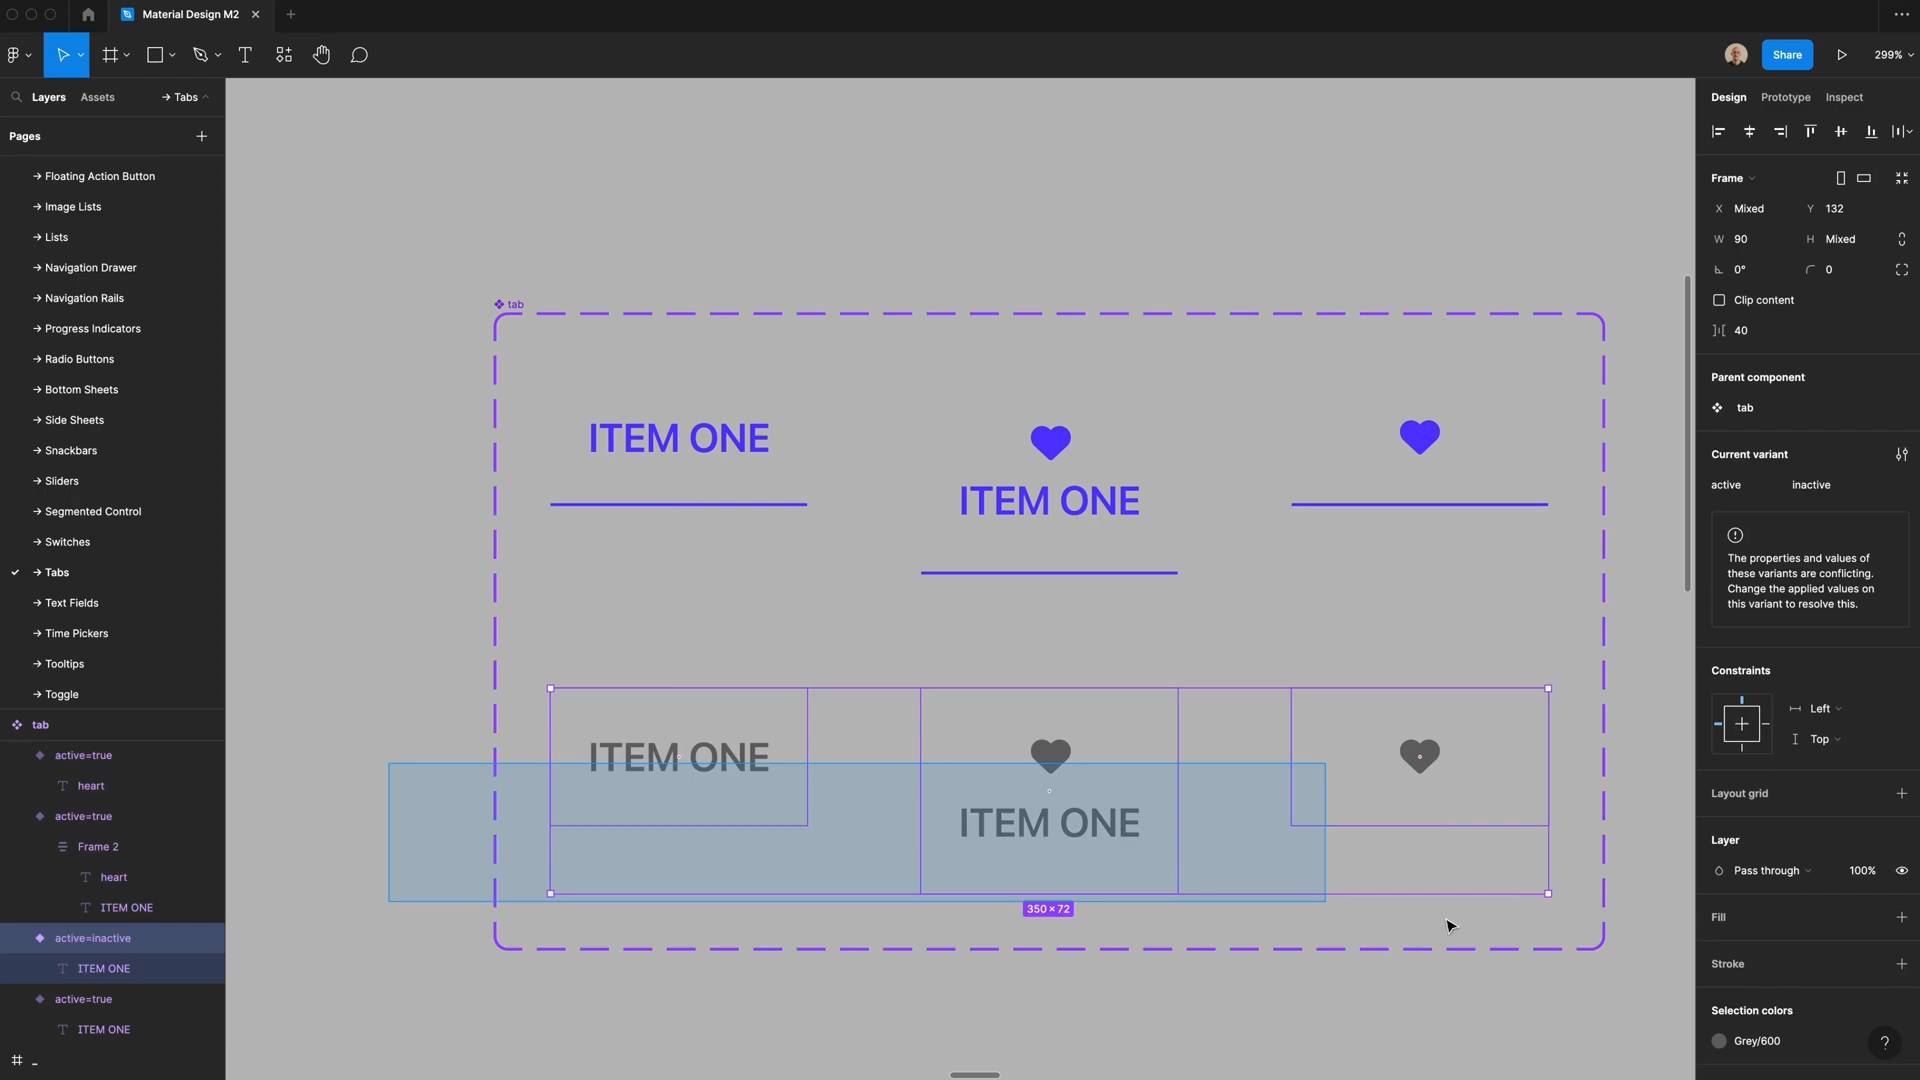 Material Design M2
Share
299%
Layers
Assets
→ Tabs
Pages
→ Floating Action Button
→ Image Lists
→ Lists
→ Navigation Drawer
→ Navigation Rails
→ Progress Indicators
→ Radio Buttons
→ Bottom Sheets
→ Side Sheets
→ Snackbars
→ Sliders
→ Segmented Control
→ Switches
→ Tabs
→ Text Fields
→ Time Pickers
→ Tooltips
→ Toggle
tab
active=true
heart
active=true
Frame 2
heart
ITEM ONE
active=inactive
ITEM ONE
active=true
ITEM ONE
_
tab
ITEM ONE
ITEM ONE
ITEM ONE
ITEM ONE
350 × 72
Design
Prototype
Inspect
Frame
X Mixed
Y 132
W 90
H Mixed
0°
0
Clip content
40
Parent component
tab
Current variant
active
inactive
The properties and values of
these variants are conflicting.
Change the applied values on
this variant to resolve this.
Constraints
Left
Top
Layout grid
Layer
Pass through
100%
Fill
Stroke
Selection colors
Grey/600
?